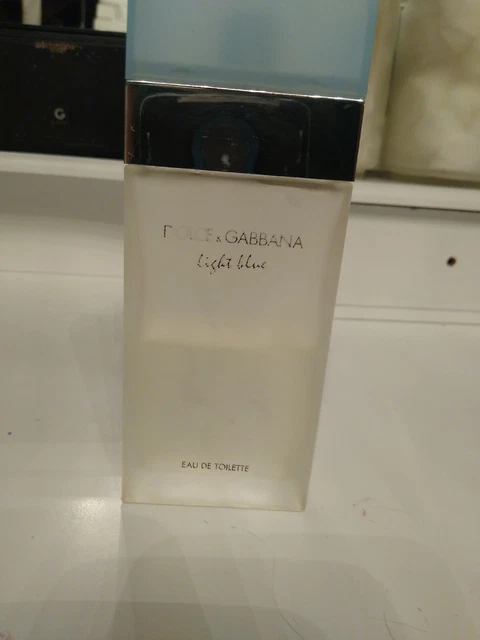 DOLCE & GABBANA
light blue
EAU DE TOILETTE